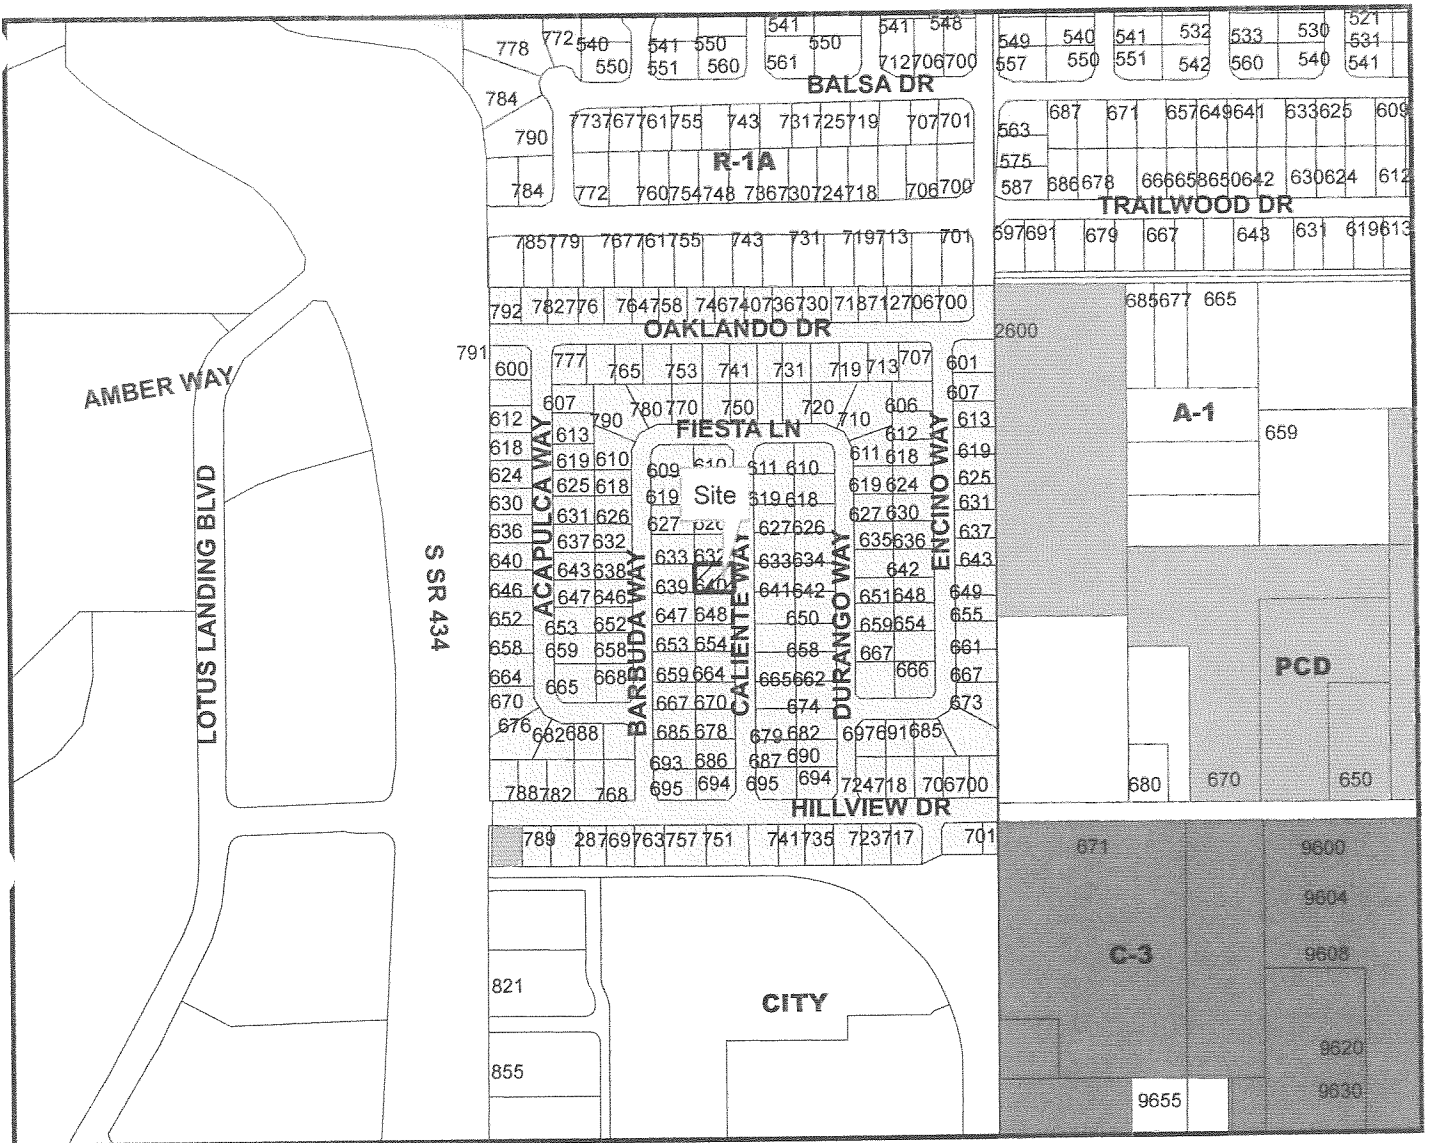 778 772 540 541 550 541 550 541 548 549 540 541 532 533 530 521
550 551 560 561 712 706 700 557 550 551 542 560 540 531 541
BALSA DR
784
790
773 767 761 755 743 731 725 719 707 701 563 687 671 657 649 641 633 625 609
R-1A
575
784 772 760 754 748 736 730 724 718 706 700 587 686 678 666 658 650 642 630 624 612
TRAILWOOD DR
785 779 767 761 755 743 731 719 713 701 597 691 679 667 643 631 619 613
792 782 776 764 758 746 740 736 730 718 712 706 700 685 677 665
OAKLANDO DR
2600
791 600 777 765 753 741 731 719 713 707 601
AMBER WAY
607 790 780 770 750 720 710 606 607
A-1
612 613 FIESTA LN 612 613 659
618 619 610 609 610 611 610 611 618 619
624 625 618 619 Site 619 618 619 624 625
630 631 626 627 626 627 626 627 630 631
636 637 632 633 632 633 634 635 636 637
640 643 638 639 640 641 642 642 643
646 647 646 647 648 650 651 648 649
652 653 652 653 654 658 659 654 655
658 659 658 659 664 665 662 667 666 661
664 665 668 667 670 674 667
670 676 682 688 685 678 679 682 697 691 685 673
693 686 687 690
788 782 768 695 694 695 694 724 718 706 700
ACAPULCA WAY
BARBUDA WAY
CALIENTE WAY
DURANGO WAY
ENCINO WAY
LOTUS LANDING BLVD
S SR 434
PCD
680 670 650
HILLVIEW DR
789 28 769 763 757 751 741 735 723 717 701
671 9600
9604
C-3 9608
821
CITY
9620
855
9630
9655